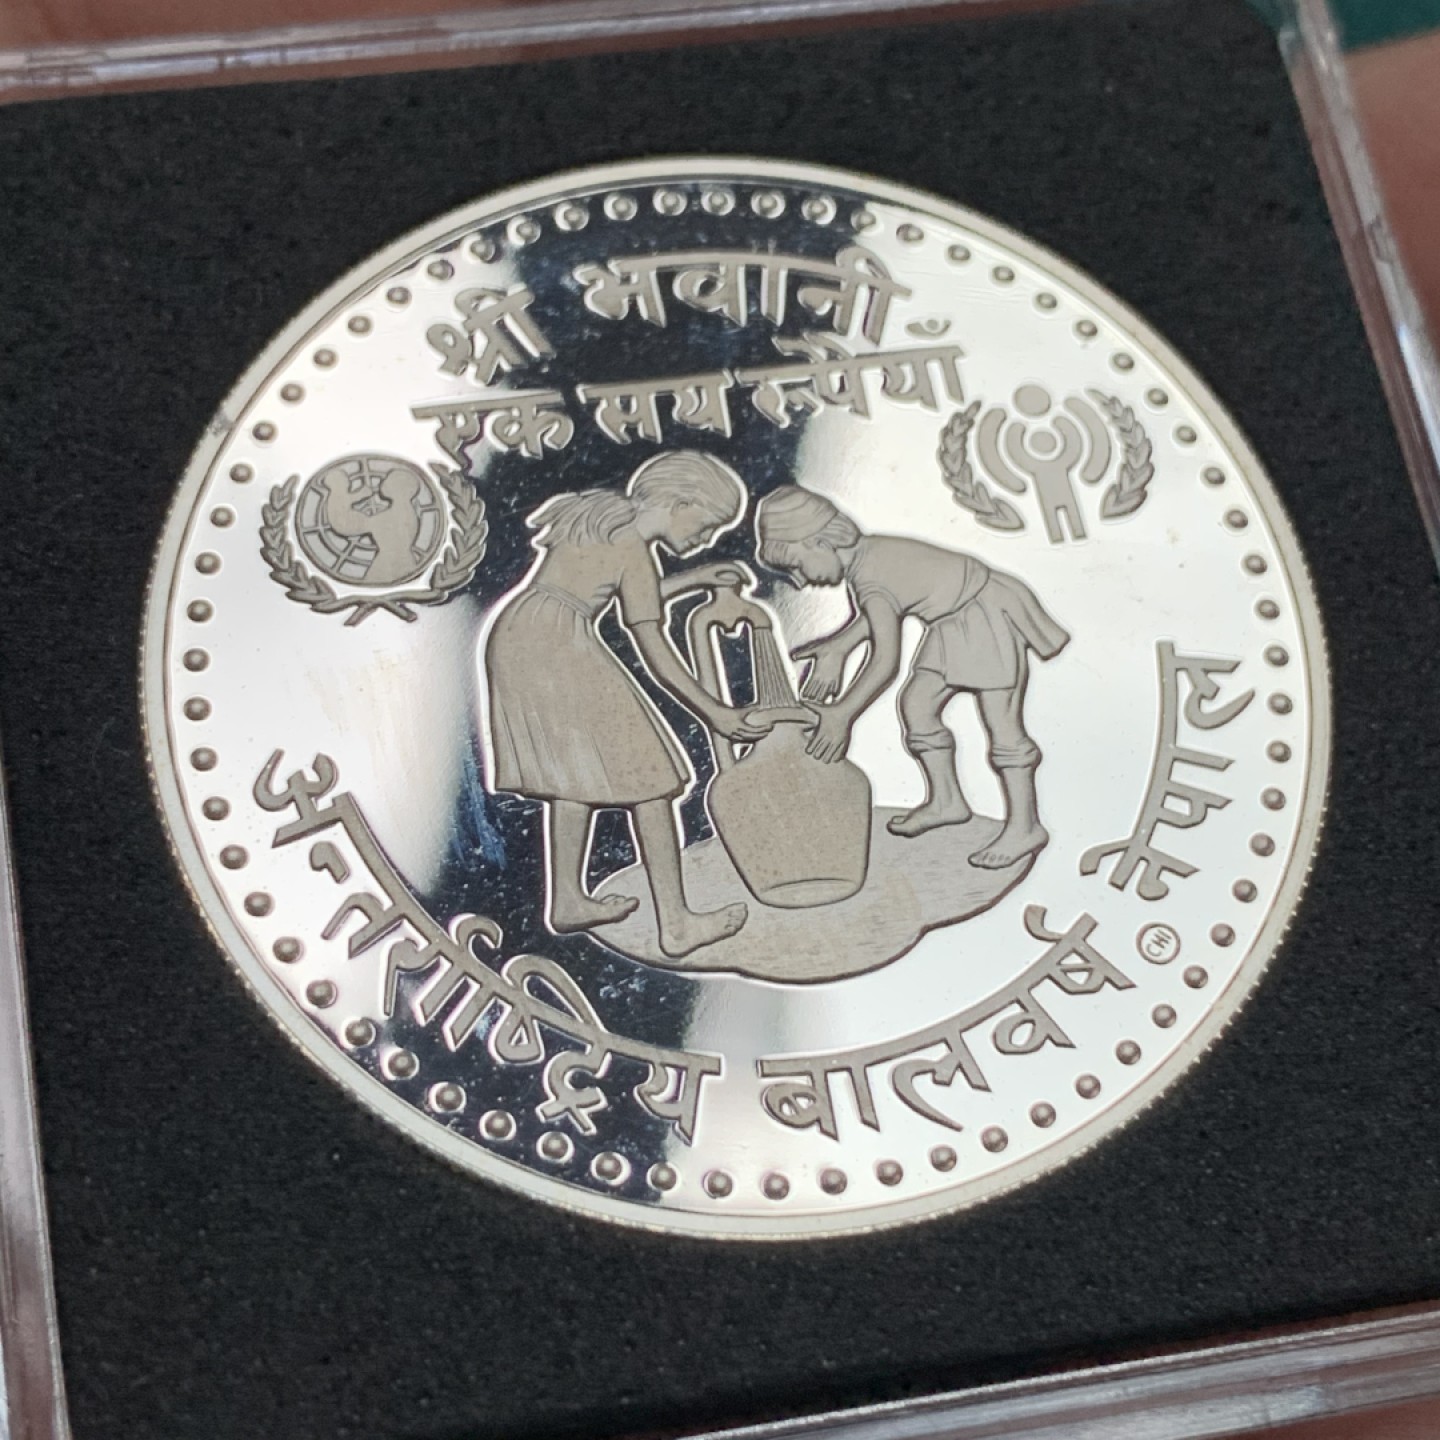 श्री भवानी
एक सय रूपैयाँ
अन्तर्राष्ट्रिय बालवर्ष नेपाल
CHI